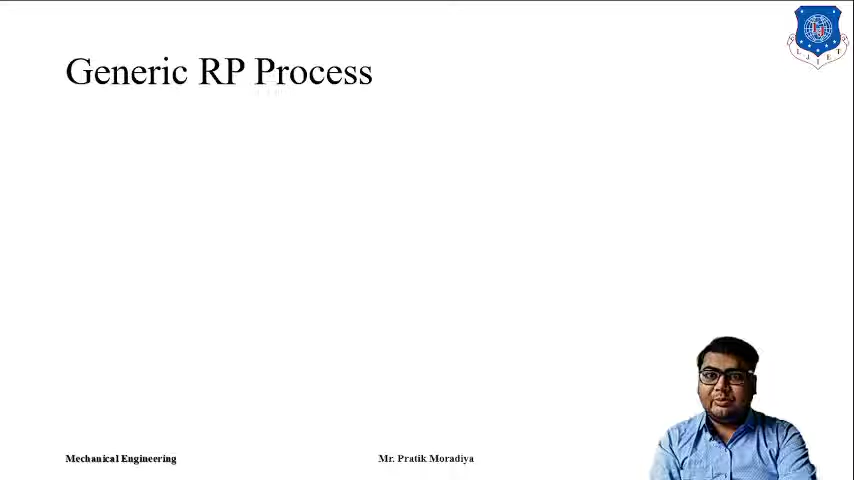 Generic RP Process
L J I E T
Mechanical Engineering
Mr. Pratik Moradiya